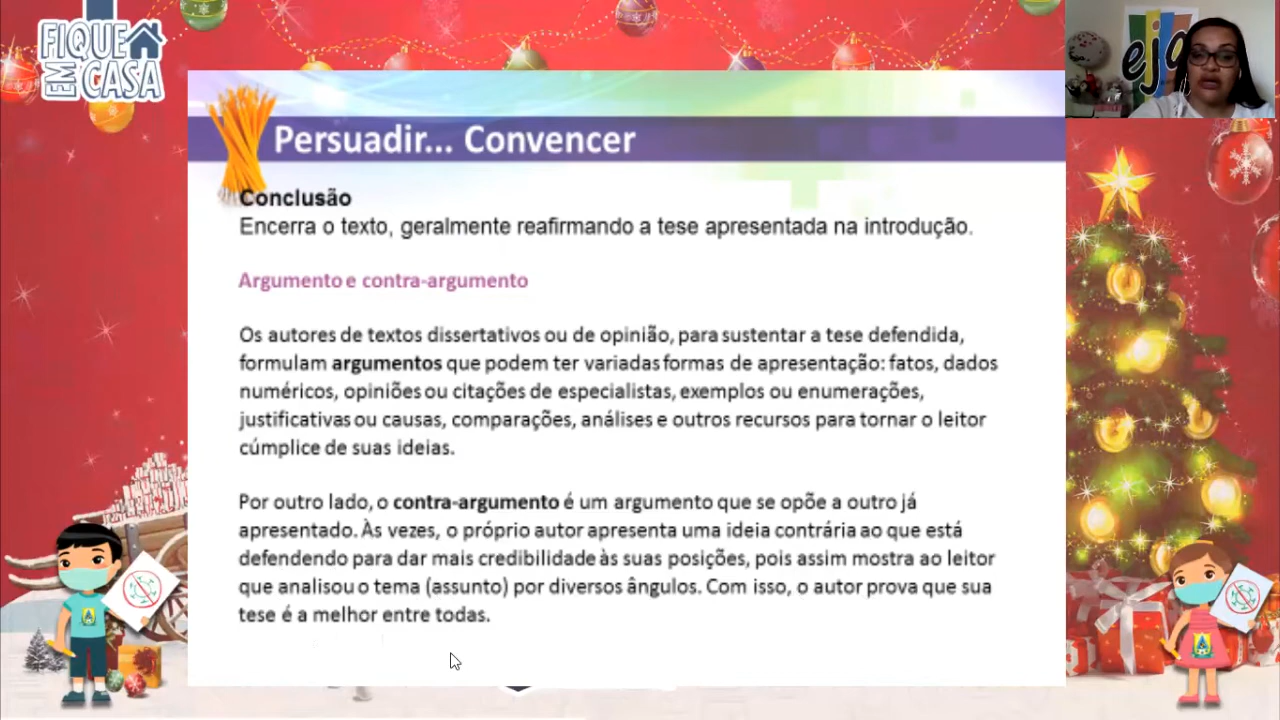 FIQUE
EM
CASA
eja
Persuadir... Convencer
Conclusão
Encerra o texto, geralmente reafirmando a tese apresentada na introdução.
Argumento e contra-argumento
Os autores de textos dissertativos ou de opinião, para sustentar a tese defendida,
formulam argumentos que podem ter variadas formas de apresentação: fatos, dados
numéricos, opiniões ou citações de especialistas, exemplos ou enumerações,
justificativas ou causas, comparações, análises e outros recursos para tornar o leitor
cúmplice de suas ideias.
Por outro lado, o contra-argumento é um argumento que se opõe a outro já
apresentado. Às vezes, o próprio autor apresenta uma ideia contrária ao que está
defendendo para dar mais credibilidade às suas posições, pois assim mostra ao leitor
que analisou o tema (assunto) por diversos ângulos. Com isso, o autor prova que sua
tese é a melhor entre todas.